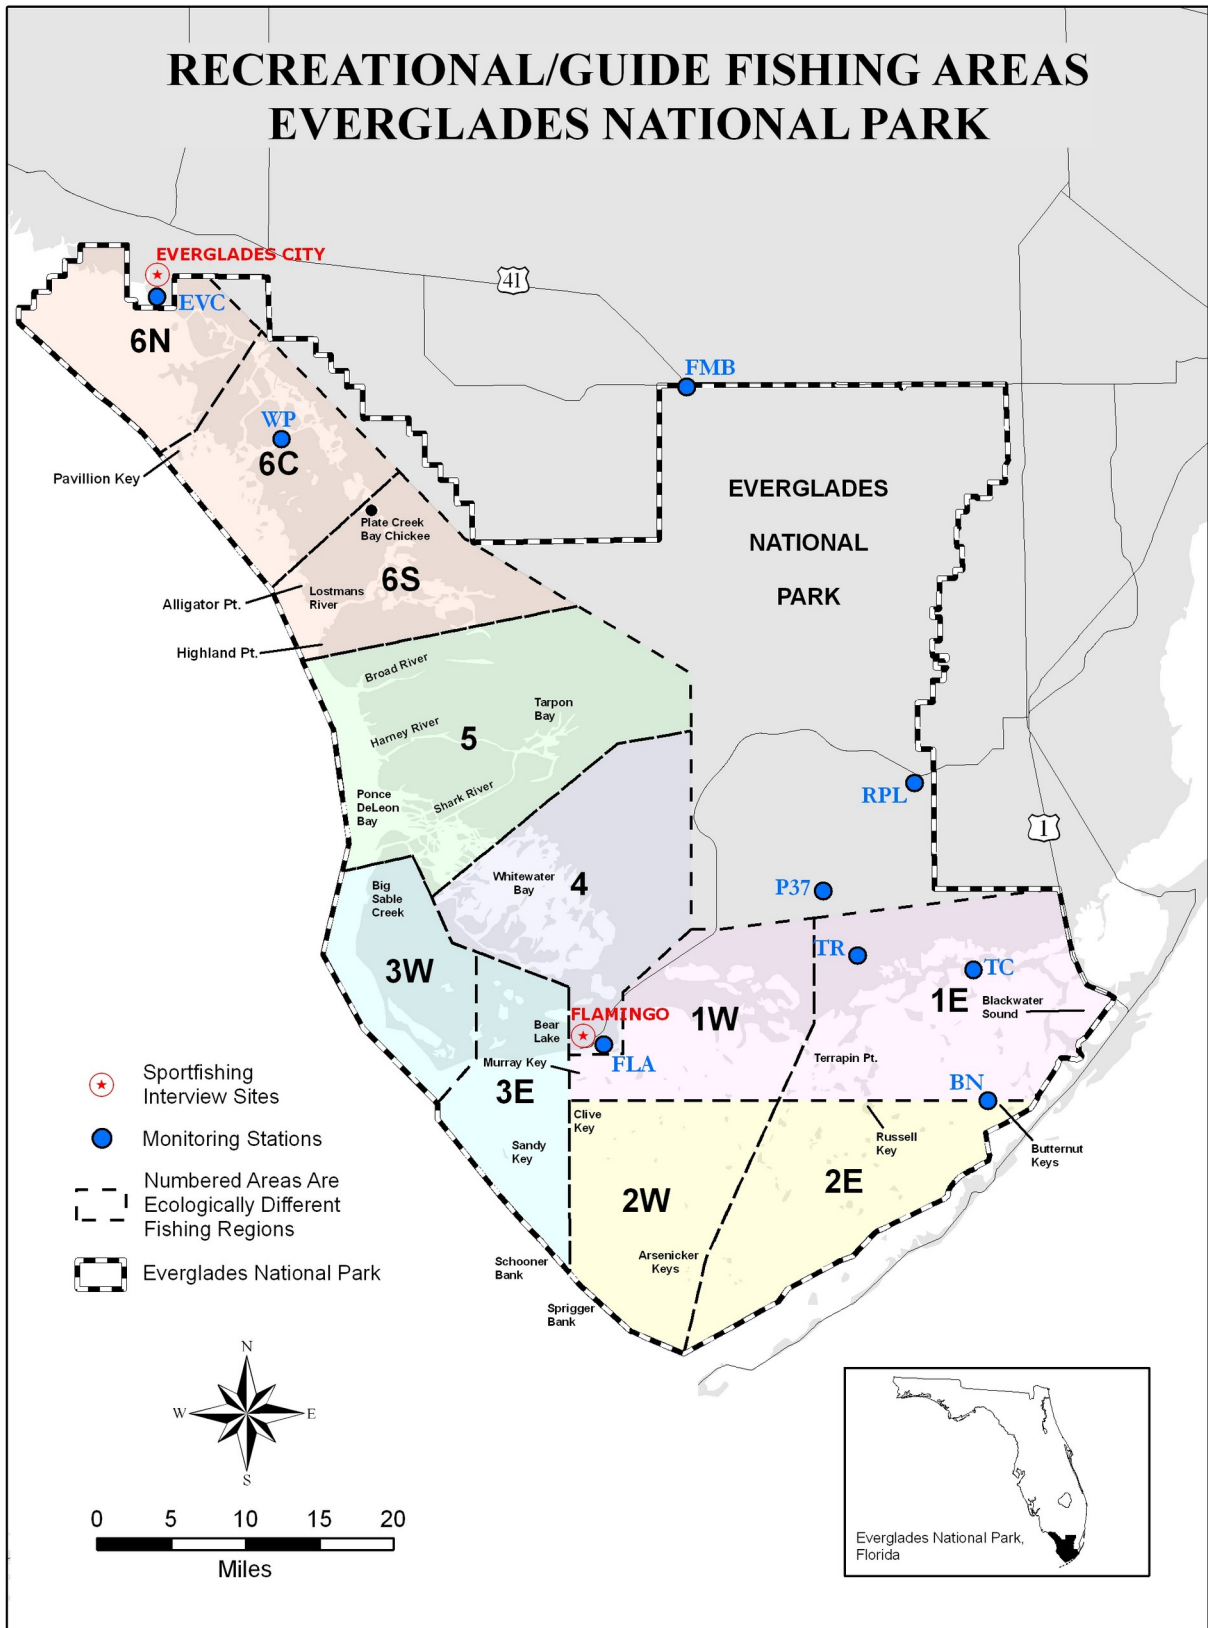 RECREATIONAL/GUIDE FISHING AREAS
EVERGLADES NATIONAL PARK
EVERGLADES CITY
41
EVC
6N
FMB
WP
6C
Pavillion Key
EVERGLADES
NATIONAL
PARK
Plate Creek
Bay Chickee
6S
Lostmans
River
Alligator Pt.
Highland Pt.
Broad River
Tarpon
Bay
Harney River
5
Shark River
Ponce
DeLeon
Bay
RPL
1
Whitewater
Bay
4
P37
Big
Sable
Creek
TR
TC
3W
1E
Blackwater
Sound
FLAMINGO
1W
Bear
Lake
Murray Key
FLA
Terrapin Pt.
BN
3E
Clive
Key
Sandy
Key
Russell
Key
Butternut
Keys
2E
2W
Arsenicker
Keys
Schooner
Bank
Sprigger
Bank
Sportfishing
Interview Sites
Monitoring Stations
Numbered Areas Are
Ecologically Different
Fishing Regions
Everglades National Park
N
W
E
S
0 5 10 15 20
Miles
Everglades National Park,
Florida